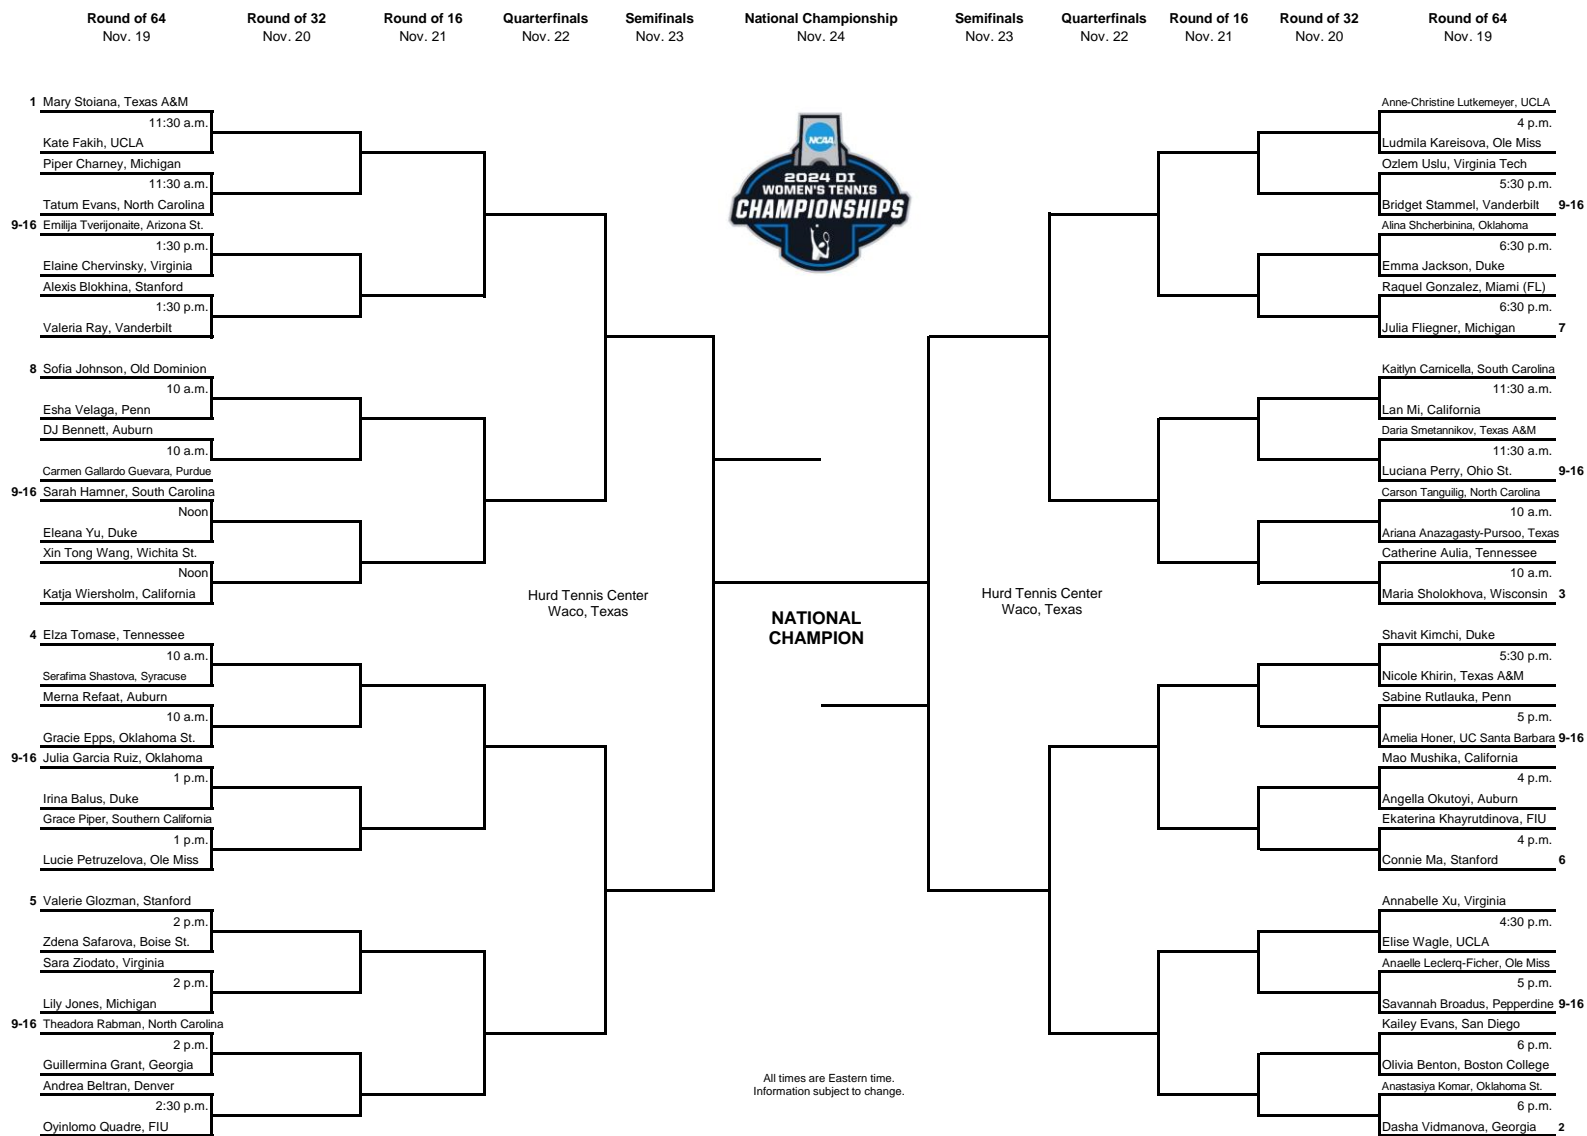 Round of 64 Round of 32 Round of 16 Quarterfinals Semifinals National Championship Semifinals Quarterfinals Round of 16 Round of 32 Round of 64
Nov. 19 Nov. 20 Nov. 21 Nov. 22 Nov. 23 Nov. 24 Nov. 23 Nov. 22 Nov. 21 Nov. 20 Nov. 19
1 Mary Stoiana, Texas A&M
11:30 a.m.
Kate Fakih, UCLA
Piper Charney, Michigan
11:30 a.m.
Tatum Evans, North Carolina
9-16 Emilija Tverijonaite, Arizona St.
1:30 p.m.
Elaine Chervinsky, Virginia
Alexis Blokhina, Stanford
1:30 p.m.
Valeria Ray, Vanderbilt
8 Sofia Johnson, Old Dominion
10 a.m.
Esha Velaga, Penn
DJ Bennett, Auburn
10 a.m.
Carmen Gallardo Guevara, Purdue
9-16 Sarah Hamner, South Carolina
Noon
Eleana Yu, Duke
Xin Tong Wang, Wichita St.
Noon
Katja Wiersholm, California
4 Elza Tomase, Tennessee
10 a.m.
Serafima Shastova, Syracuse
Merna Refaat, Auburn
10 a.m.
Gracie Epps, Oklahoma St.
9-16 Julia Garcia Ruiz, Oklahoma
1 p.m.
Irina Balus, Duke
Grace Piper, Southern California
1 p.m.
Lucie Petruzelova, Ole Miss
5 Valerie Glozman, Stanford
2 p.m.
Zdena Safarova, Boise St.
Sara Ziodato, Virginia
2 p.m.
Lily Jones, Michigan
9-16 Theadora Rabman, North Carolina
2 p.m.
Guillermina Grant, Georgia
Andrea Beltran, Denver
2:30 p.m.
Oyinlomo Quadre, FIU
NCAA
2024 DI
WOMEN'S TENNIS
CHAMPIONSHIPS
Hurd Tennis Center
Waco, Texas
NATIONAL
CHAMPION
Hurd Tennis Center
Waco, Texas
All times are Eastern time.
Information subject to change.
Anne-Christine Lutkemeyer, UCLA
4 p.m.
Ludmila Kareisova, Ole Miss
Ozlem Uslu, Virginia Tech
5:30 p.m.
Bridget Stammel, Vanderbilt 9-16
Alina Shcherbinina, Oklahoma
6:30 p.m.
Emma Jackson, Duke
Raquel Gonzalez, Miami (FL)
6:30 p.m.
Julia Fliegner, Michigan 7
Kaitlyn Carnicella, South Carolina
11:30 a.m.
Lan Mi, California
Daria Smetannikov, Texas A&M
11:30 a.m.
Luciana Perry, Ohio St. 9-16
Carson Tanguilig, North Carolina
10 a.m.
Ariana Anazagasty-Pursoo, Texas
Catherine Aulia, Tennessee
10 a.m.
Maria Sholokhova, Wisconsin 3
Shavit Kimchi, Duke
5:30 p.m.
Nicole Khirin, Texas A&M
Sabine Rutlauka, Penn
5 p.m.
Amelia Honer, UC Santa Barbara 9-16
Mao Mushika, California
4 p.m.
Angella Okutoyi, Auburn
Ekaterina Khayrutdinova, FIU
4 p.m.
Connie Ma, Stanford 6
Annabelle Xu, Virginia
4:30 p.m.
Elise Wagle, UCLA
Anaelle Leclerq-Ficher, Ole Miss
5 p.m.
Savannah Broadus, Pepperdine 9-16
Kailey Evans, San Diego
6 p.m.
Olivia Benton, Boston College
Anastasiya Komar, Oklahoma St.
6 p.m.
Dasha Vidmanova, Georgia 2